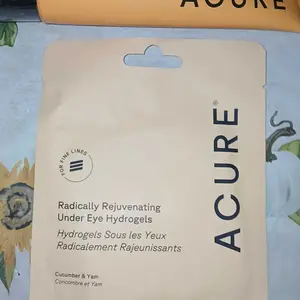 ACURE
FOR FINE LINES
ACURE®
Radically Rejuvenating
Under Eye Hydrogels
Hydrogels Sous les Yeux
Radicalement Rajeunissants
Cucumber & Yam
Concombre et Yam